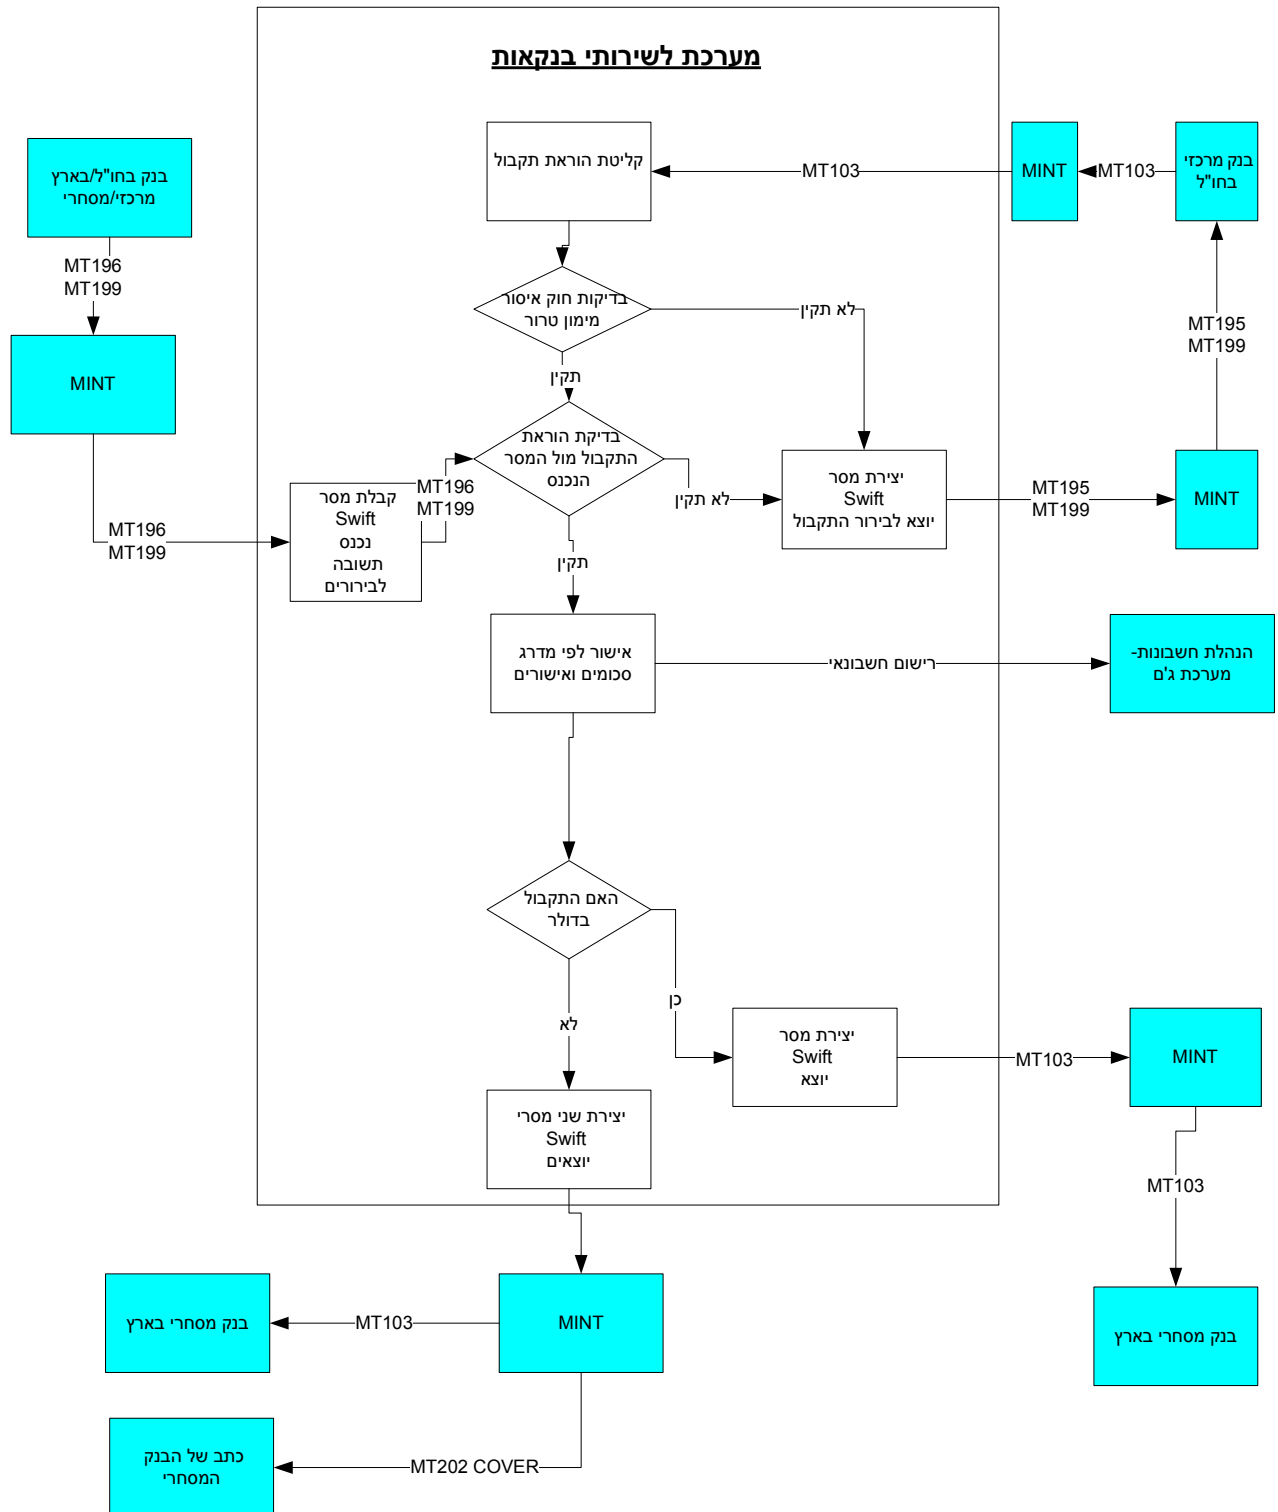 מערכת לשירותי בנקאות
קליטת הוראת תקבול
MT103
MINT
MT103
בנק מרכזי
בחו"ל
בנק בחו"ל/בארץ
מרכזי/מסחרי
MT196
MT199
MINT
בדיקות חוק איסור
מימון טרור
לא תקין
תקין
MT195
MT199
בדיקת הוראת
התקבול מול המסר
הנכנס
לא תקין
יצירת מסר
Swift
יוצא לבירור התקבול
MT195
MT199
MINT
MT196
MT199
קבלת מסר
Swift
נכנס
תשובה
לבירורים
MT196
MT199
תקין
אישור לפי מדרג
סכומים ואישורים
רישום חשבונאי
הנהלת חשבונות-
מערכת ג'ם
האם התקבול
בדולר
כן
לא
יצירת מסר
Swift
יוצא
MT103
MINT
יצירת שני מסרי
Swift
יוצאים
MT103
בנק מסחרי בארץ
MT103
MINT
בנק מסחרי בארץ
כתב של הבנק
המסחרי
MT202 COVER